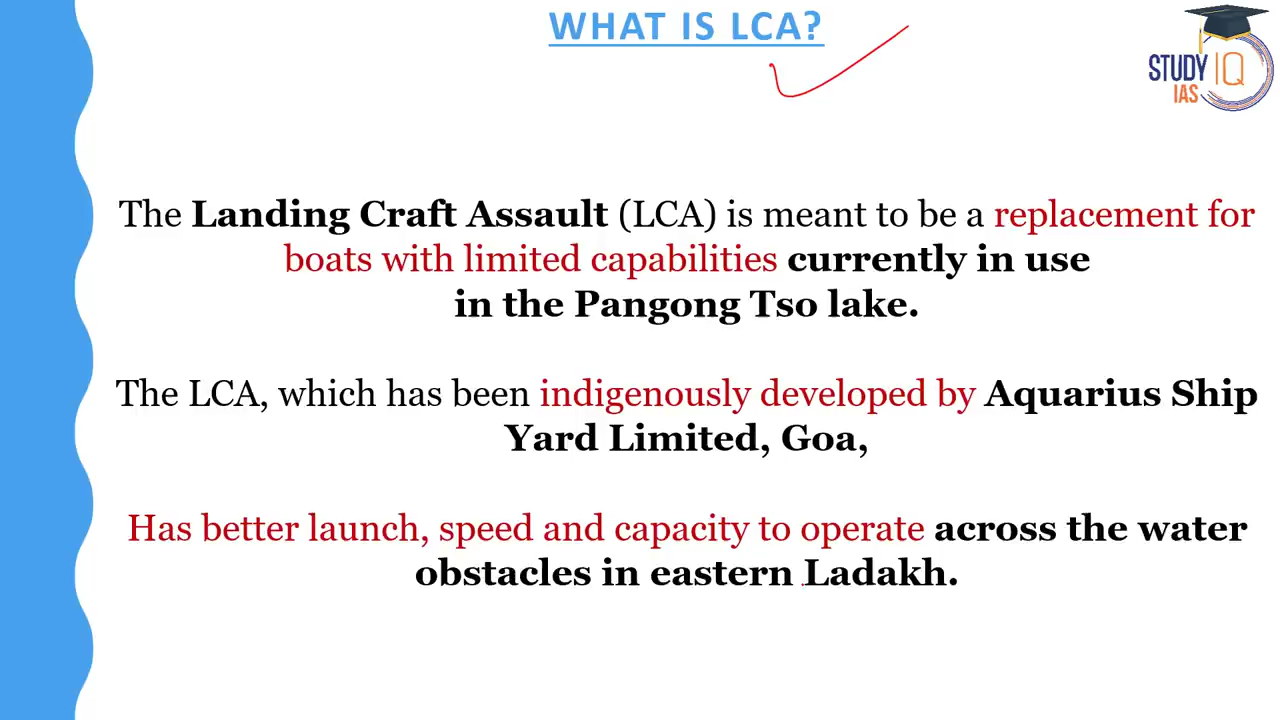 WHAT IS LCA?
STUDY IQ
IAS
The Landing Craft Assault (LCA) is meant to be a replacement for
boats with limited capabilities currently in use
in the Pangong Tso lake.
The LCA, which has been indigenously developed by Aquarius Ship
Yard Limited, Goa,
Has better launch, speed and capacity to operate across the water
obstacles in eastern Ladakh.